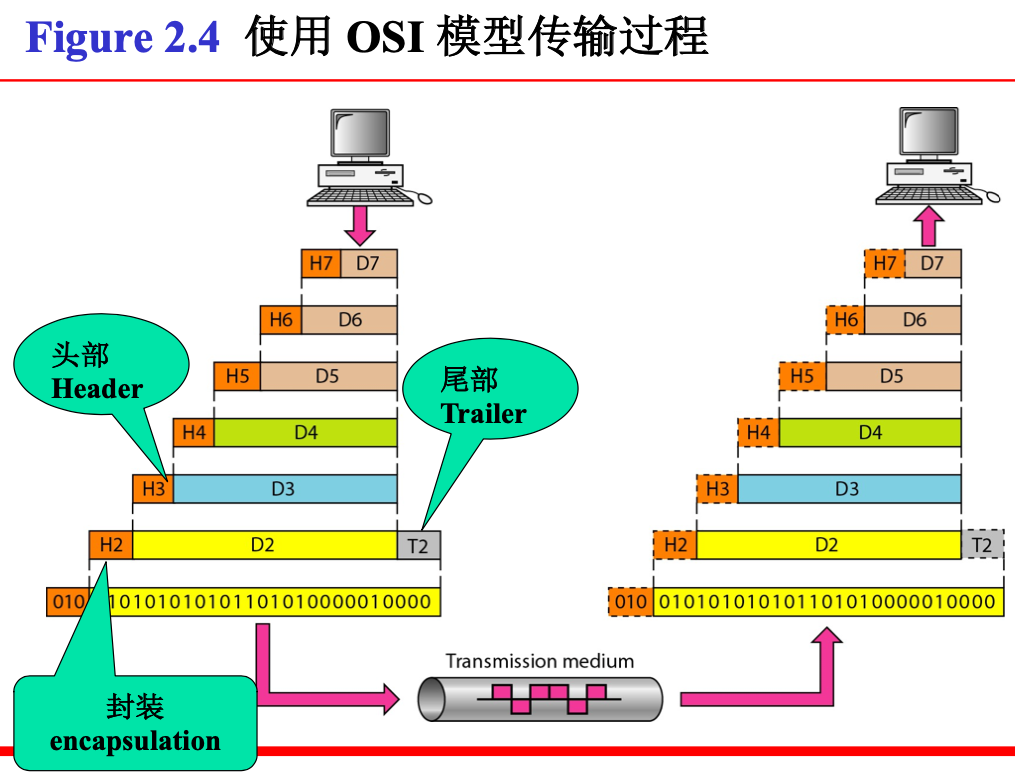 Figure 2.4 使用 OSI 模型传输过程
H7 D7
H7 D7
H6 D6
H6 D6
头部
Header
H5 D5
尾部
Trailer
H5 D5
H4 D4
H4 D4
H3 D3
H3 D3
H2 D2 T2
H2 D2 T2
010 10101010101101010000010000
010 010101010101101010000010000
Transmission medium
封装
encapsulation